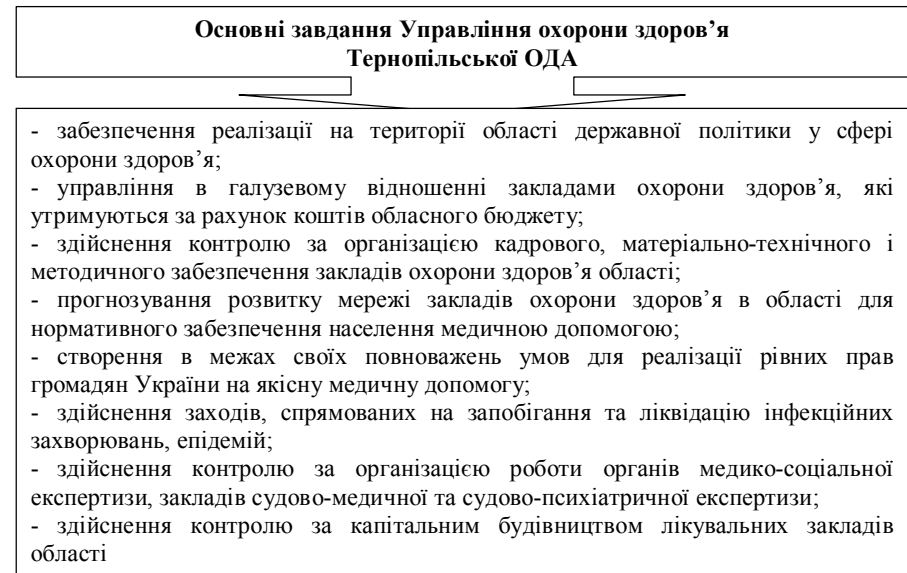 Основні завдання Управління охорони здоров’я
Тернопільської ОДА
- забезпечення реалізації на території області державної політики у сфері
охорони здоров’я;
- управління в галузевому відношенні закладами охорони здоров’я, які
утримуються за рахунок коштів обласного бюджету;
- здійснення контролю за організацією кадрового, матеріально-технічного і
методичного забезпечення закладів охорони здоров’я області;
- прогнозування розвитку мережі закладів охорони здоров’я в області для
нормативного забезпечення населення медичною допомогою;
- створення в межах своїх повноважень умов для реалізації рівних прав
громадян України на якісну медичну допомогу;
- здійснення заходів, спрямованих на запобігання та ліквідацію інфекційних
захворювань, епідемій;
- здійснення контролю за організацією роботи органів медико-соціальної
експертизи, закладів судово-медичної та судово-психіатричної експертизи;
- здійснення контролю за капітальним будівництвом лікувальних закладів
області